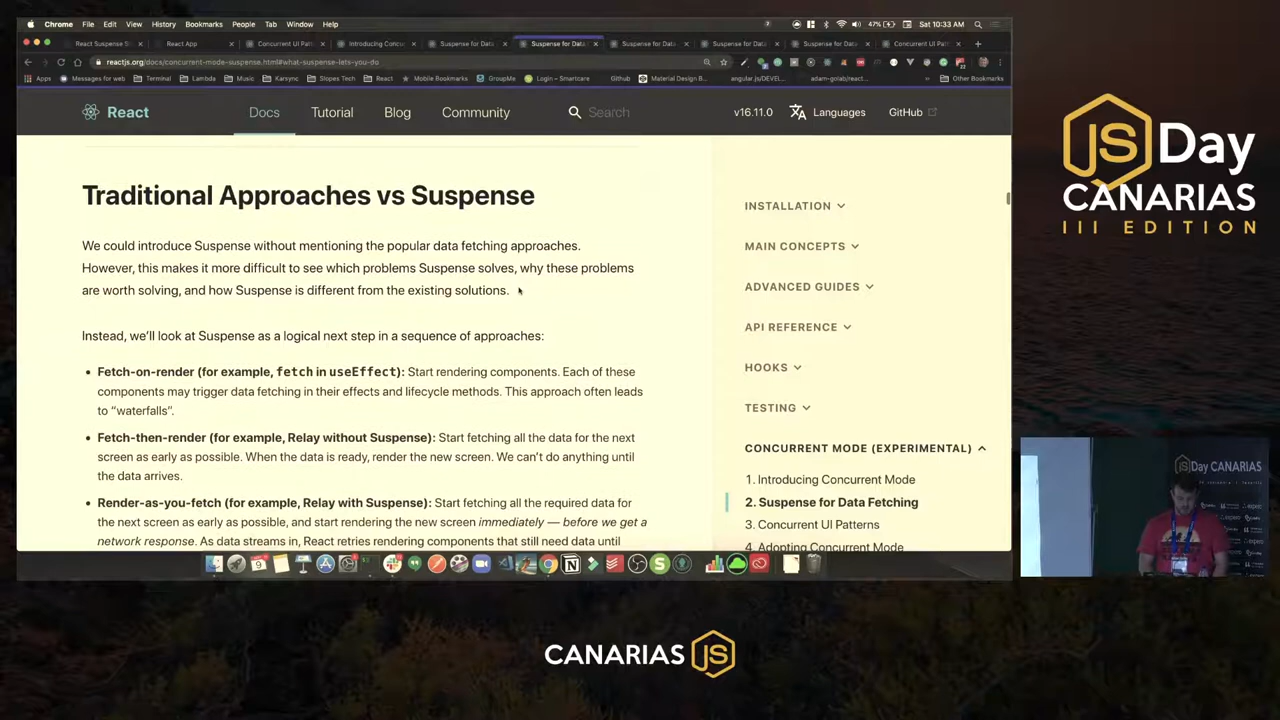 Chrome File Edit View History Bookmarks People Tab Window Help
47% Sat 10:33 AM
React Suspense S
React App
Concurrent UI Patt
Introducing Concur
Suspense for Data
Suspense for Data
Suspense for Data
Suspense for Data
Suspense for Data
Concurrent UI Patt
reactjs.org/docs/concurrent-mode-suspense.html#what-suspense-lets-you-do
Apps Messages for web Terminal Lambda Music Karsync Slopes Tech React Mobile Bookmarks GroupMe Login – Smartcare Github Material Design B... angular.js/DEVEL... adam-golab/react... Other Bookmarks
React Docs Tutorial Blog Community Search v16.11.0 Languages GitHub
Traditional Approaches vs Suspense
We could introduce Suspense without mentioning the popular data fetching approaches.
However, this makes it more difficult to see which problems Suspense solves, why these problems
are worth solving, and how Suspense is different from the existing solutions.
Instead, we’ll look at Suspense as a logical next step in a sequence of approaches:
• Fetch-on-render (for example, fetch in useEffect): Start rendering components. Each of these
components may trigger data fetching in their effects and lifecycle methods. This approach often leads
to “waterfalls”.
• Fetch-then-render (for example, Relay without Suspense): Start fetching all the data for the next
screen as early as possible. When the data is ready, render the new screen. We can’t do anything until
the data arrives.
• Render-as-you-fetch (for example, Relay with Suspense): Start fetching all the required data for
the next screen as early as possible, and start rendering the new screen immediately — before we get a
network response. As data streams in, React retries rendering components that still need data until
INSTALLATION
MAIN CONCEPTS
ADVANCED GUIDES
API REFERENCE
HOOKS
TESTING
CONCURRENT MODE (EXPERIMENTAL)
1. Introducing Concurrent Mode
2. Suspense for Data Fetching
3. Concurrent UI Patterns
4. Adopting Concurrent Mode
JS Day
CANARIAS
III EDITION
JS Day CANARIAS
CANARIAS JS